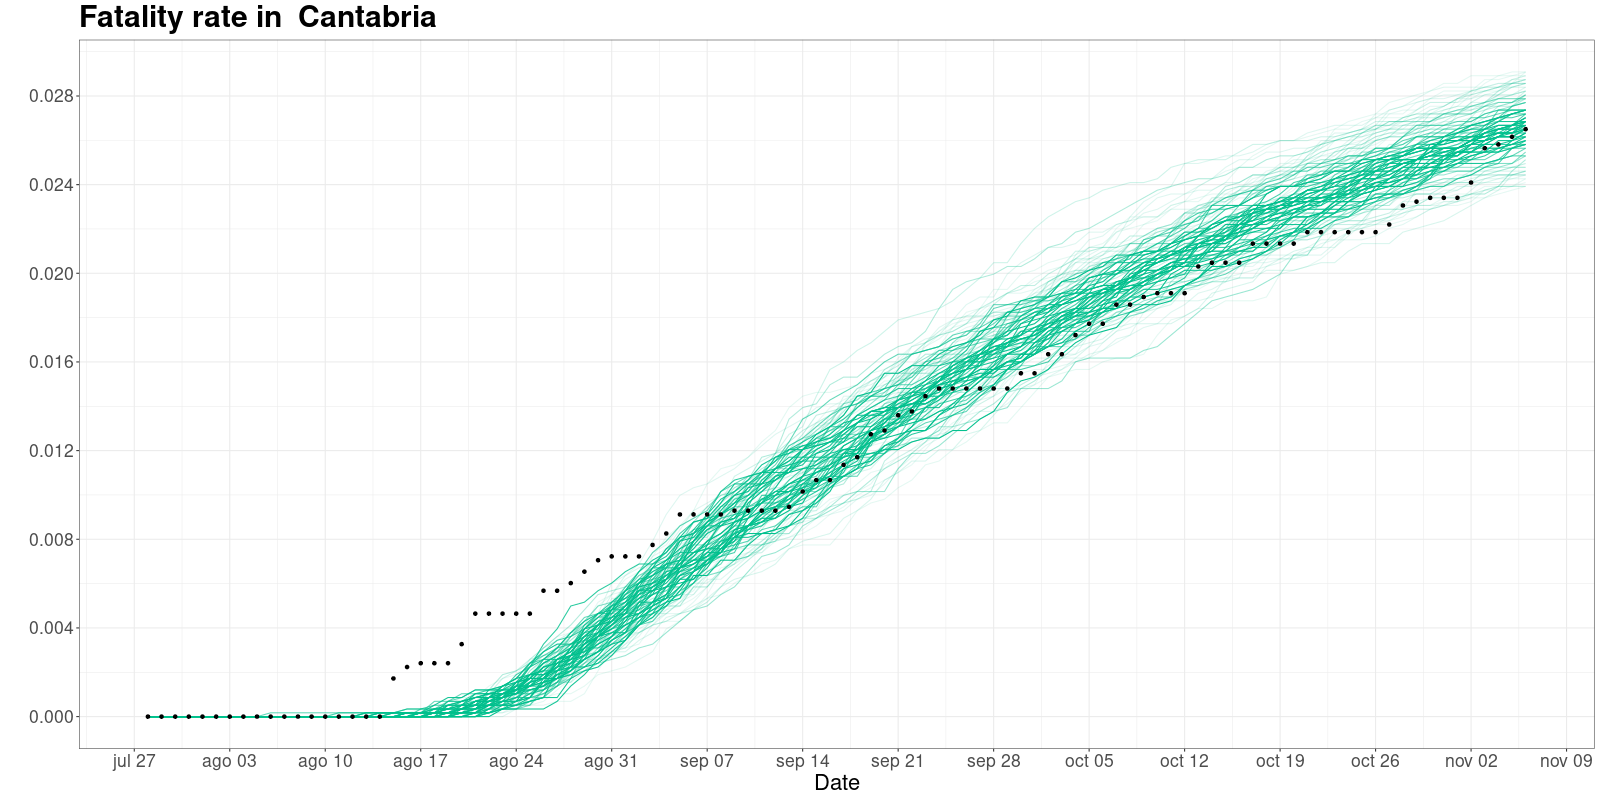 Fatality rate in  Cantabria
0.028
0.024
0.020
0.016
0.012
0.008
0.004
0.000
jul 27 ago 03 ago 10 ago 17 ago 24 ago 31 sep 07 sep 14 sep 21 sep 28 oct 05 oct 12 oct 19 oct 26 nov 02 nov 09
Date